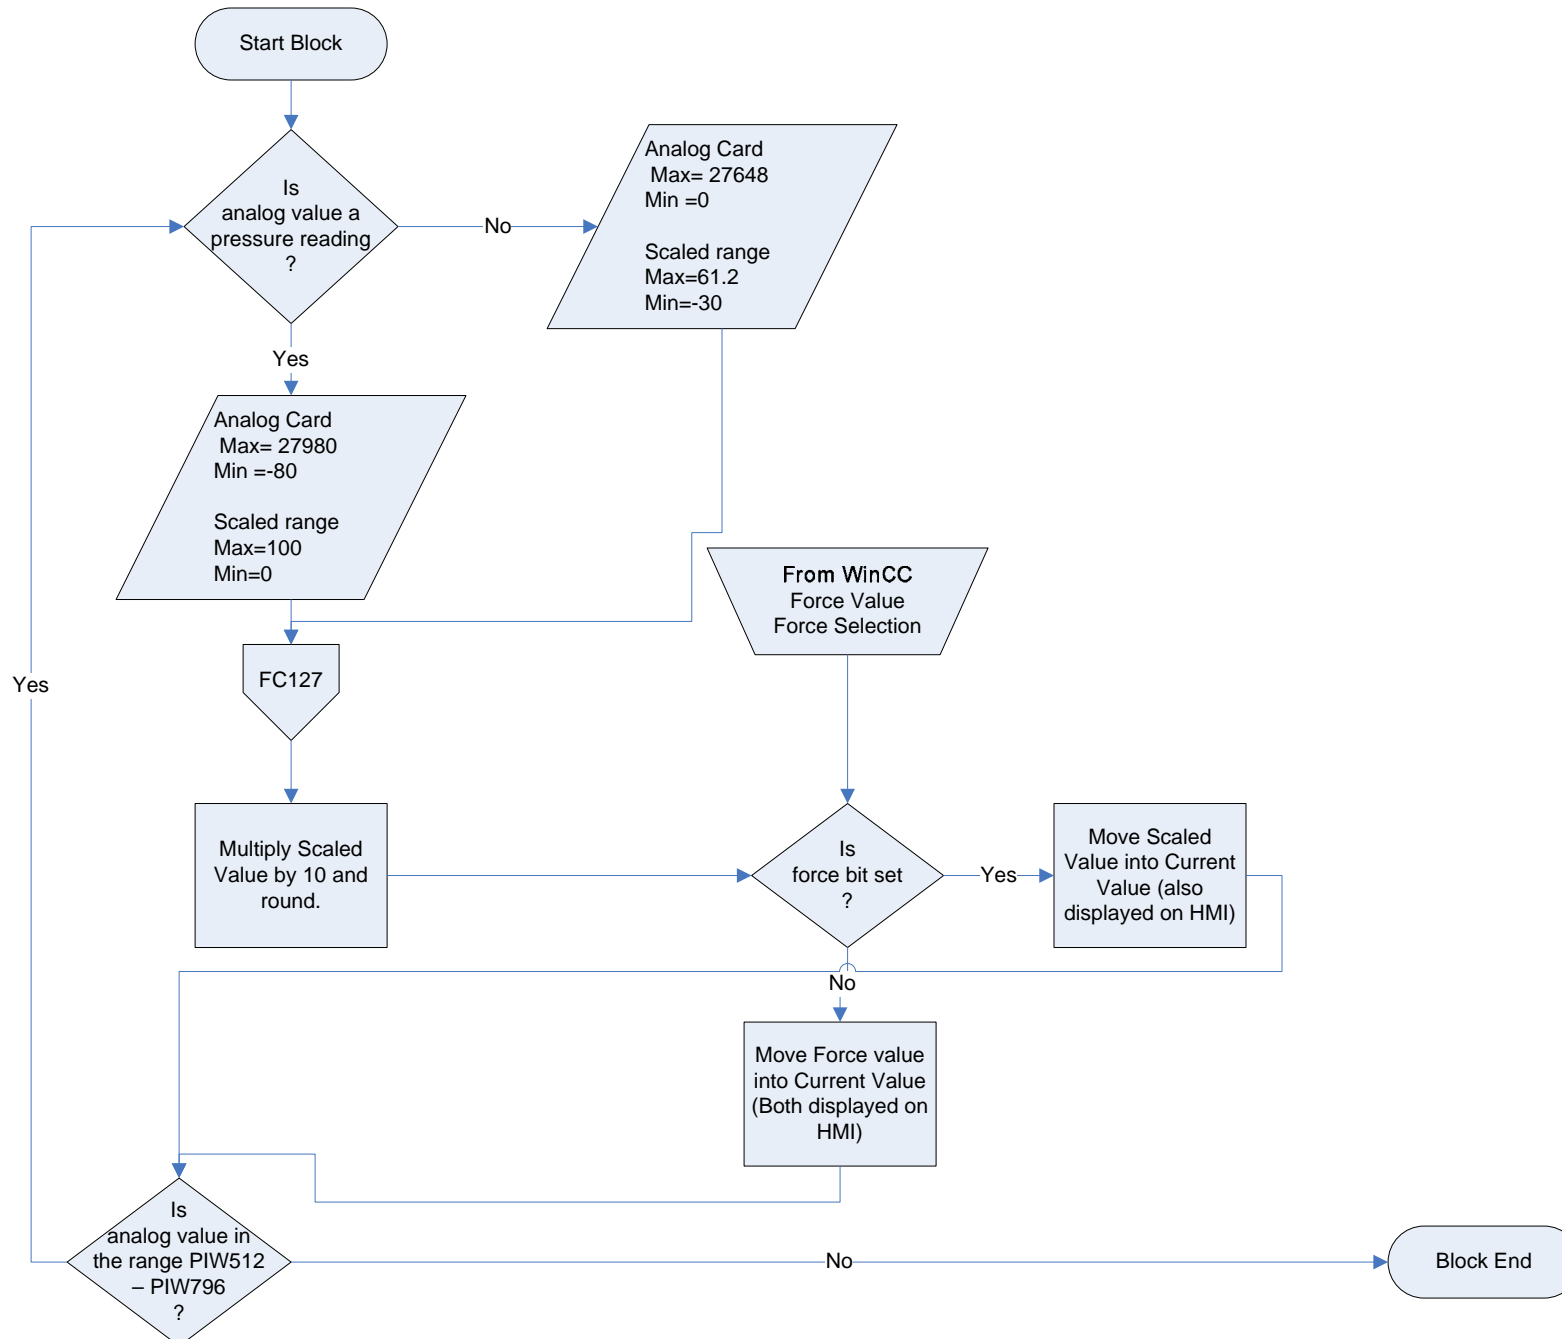 Start Block
Is
analog value a
pressure reading
?
No
Analog Card
Max= 27648
Min =0
Scaled range
Max=61.2
Min=-30
Yes
Analog Card
Max= 27980
Min =-80
Scaled range
Max=100
Min=0
From WinCC
Force Value
Force Selection
FC127
Yes
Multiply Scaled
Value by 10 and
round.
Is
force bit set
?
Yes
Move Scaled
Value into Current
Value (also
displayed on HMI)
No
Move Force value
into Current Value
(Both displayed on
HMI)
Is
analog value in
the range PIW512
– PIW796
?
No
Block End